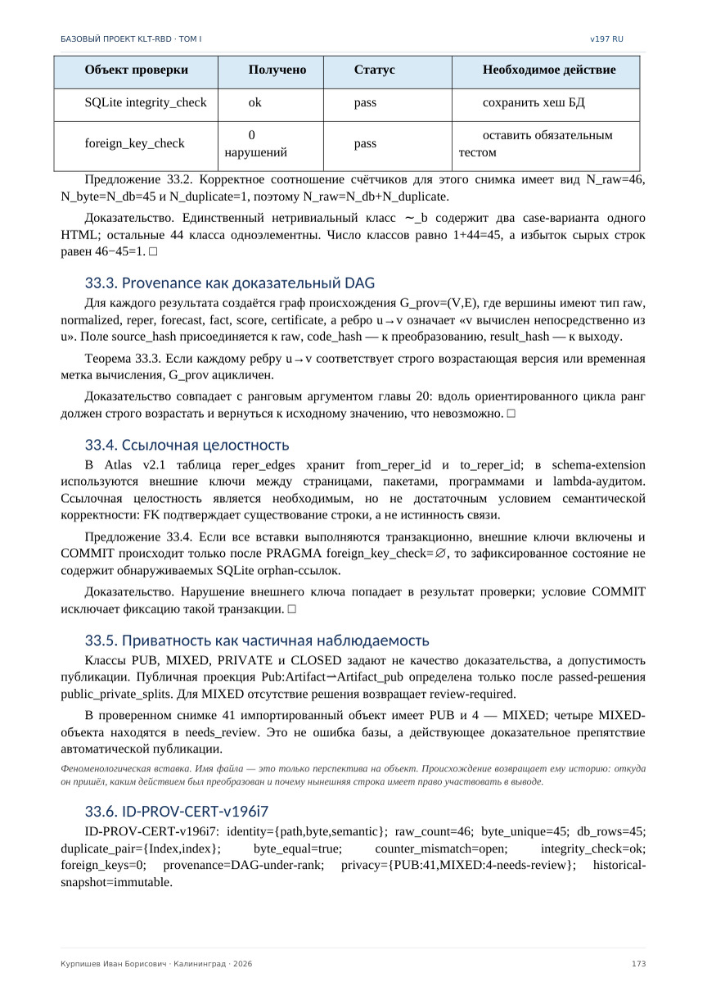 БАЗОВЫЙ ПРОЕКТ KLT-RBD · ТОМ I v197 RU
Объект проверки Получено Статус Необходимое действие
SQLite integrity_check ok pass сохранить хеш БД
foreign_key_check 0 нарушений pass оставить обязательным тестом
Предложение 33.2. Корректное соотношение счётчиков для этого снимка имеет вид N_raw=46,
N_byte=N_db=45 и N_duplicate=1, поэтому N_raw=N_db+N_duplicate.
Доказательство. Единственный нетривиальный класс ∼_b содержит два case-варианта одного
HTML; остальные 44 класса одноэлементны. Число классов равно 1+44=45, а избыток сырых строк
равен 46−45=1. □
33.3. Provenance как доказательный DAG
Для каждого результата создаётся граф происхождения G_prov=(V,E), где вершины имеют тип raw,
normalized, reper, forecast, fact, score, certificate, а ребро u→v означает «v вычислен непосредственно из
u». Поле source_hash присоединяется к raw, code_hash — к преобразованию, result_hash — к выходу.
Теорема 33.3. Если каждому ребру u→v соответствует строго возрастающая версия или временная
метка вычисления, G_prov ацикличен.
Доказательство совпадает с ранговым аргументом главы 20: вдоль ориентированного цикла ранг
должен строго возрастать и вернуться к исходному значению, что невозможно. □
33.4. Ссылочная целостность
В Atlas v2.1 таблица reper_edges хранит from_reper_id и to_reper_id; в schema-extension
используются внешние ключи между страницами, пакетами, программами и lambda-аудитом.
Ссылочная целостность является необходимым, но не достаточным условием семантической
корректности: FK подтверждает существование строки, а не истинность связи.
Предложение 33.4. Если все вставки выполняются транзакционно, внешние ключи включены и
COMMIT происходит только после PRAGMA foreign_key_check=∅, то зафиксированное состояние не
содержит обнаруживаемых SQLite orphan-ссылок.
Доказательство. Нарушение внешнего ключа попадает в результат проверки; условие COMMIT
исключает фиксацию такой транзакции. □
33.5. Приватность как частичная наблюдаемость
Классы PUB, MIXED, PRIVATE и CLOSED задают не качество доказательства, а допустимость
публикации. Публичная проекция Pub:Artifact⇀Artifact_pub определена только после passed-решения
public_private_splits. Для MIXED отсутствие решения возвращает review-required.
В проверенном снимке 41 импортированный объект имеет PUB и 4 — MIXED; четыре MIXED-
объекта находятся в needs_review. Это не ошибка базы, а действующее доказательное препятствие
автоматической публикации.
Феноменологическая вставка. Имя файла — это только перспектива на объект. Происхождение возвращает ему историю: откуда
он пришёл, каким действием был преобразован и почему нынешняя строка имеет право участвовать в выводе.
33.6. ID-PROV-CERT-v196i7
ID-PROV-CERT-v196i7: identity={path,byte,semantic}; raw_count=46; byte_unique=45; db_rows=45;
duplicate_pair={Index,index}; byte_equal=true; counter_mismatch=open; integrity_check=ok;
foreign_keys=0; provenance=DAG-under-rank; privacy={PUB:41,MIXED:4-needs-review}; historical-
snapshot=immutable.
Курпишев Иван Борисович · Калининград · 2026 173